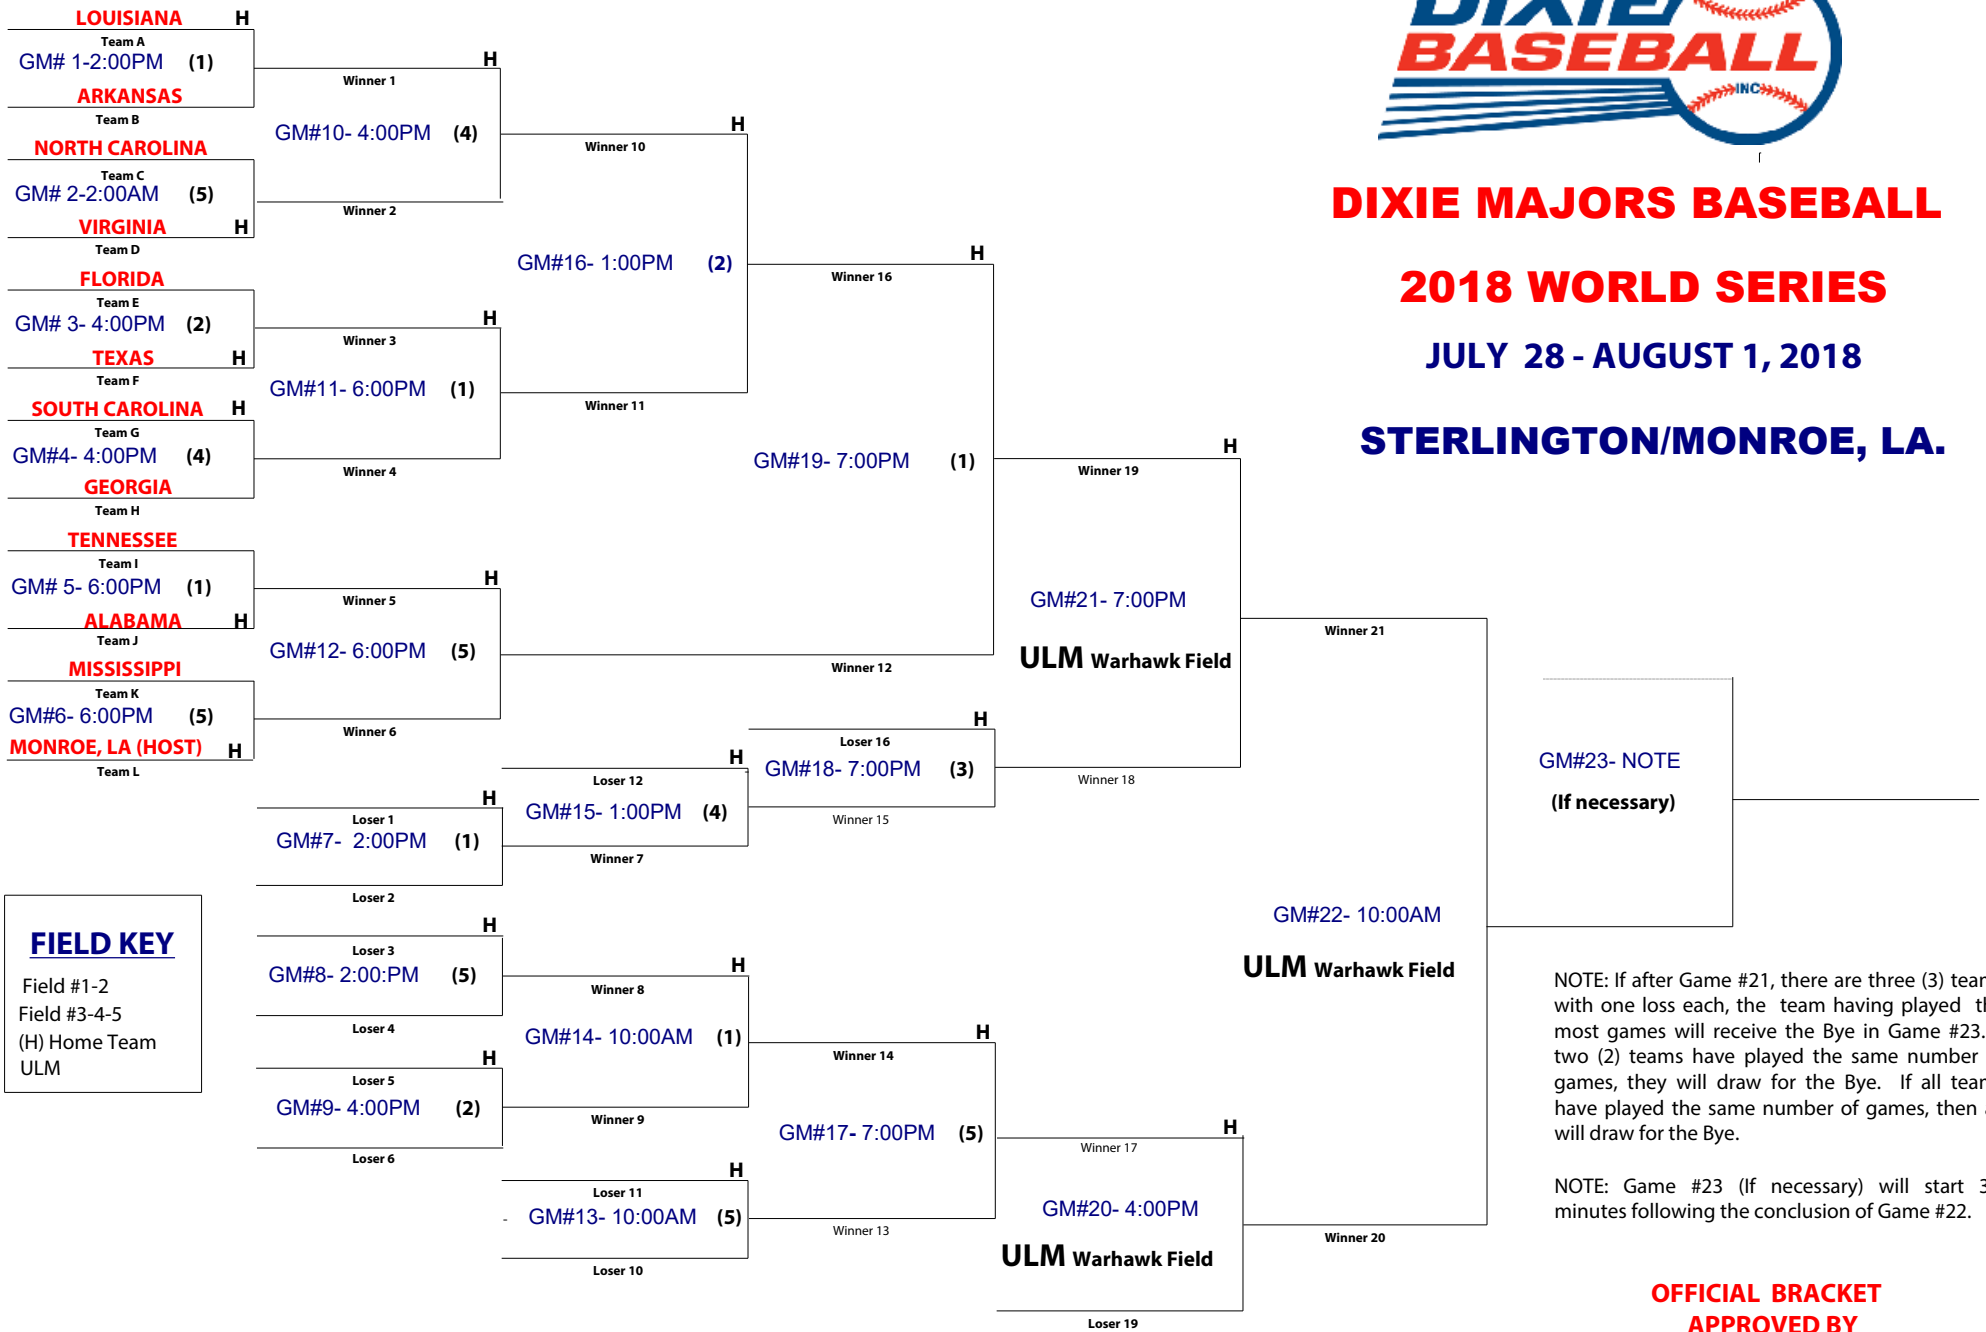 LOUISIANA H
Team A
GM# 1-2:00PM (1)
ARKANSAS
Team B
NORTH CAROLINA
Team C
GM# 2-2:00AM (5)
VIRGINIA H
Team D
FLORIDA
Team E
GM# 3- 4:00PM (2)
TEXAS H
Team F
SOUTH CAROLINA H
Team G
GM#4- 4:00PM (4)
GEORGIA
Team H
TENNESSEE
Team I
GM# 5- 6:00PM (1)
ALABAMA H
Team J
MISSISSIPPI
Team K
GM#6- 6:00PM (5)
MONROE, LA (HOST) H
Team L
H
Winner 1
GM#10- 4:00PM (4)
Winner 2
H
Winner 3
GM#11- 6:00PM (1)
Winner 4
H
Winner 5
GM#12- 6:00PM (5)
Winner 6
H
Loser 1
GM#7- 2:00PM (1)
Loser 2
H
Loser 3
GM#8- 2:00:PM (5)
Loser 4
H
Loser 5
GM#9- 4:00PM (2)
Loser 6
H
Winner 10
GM#16- 1:00PM (2)
Winner 11
H
Loser 12
GM#15- 1:00PM (4)
Winner 7
H
Winner 8
GM#14- 10:00AM (1)
Winner 9
H
Loser 11
- GM#13- 10:00AM (5)
Loser 10
H
Winner 16
GM#19- 7:00PM (1)
Winner 12
H
Loser 16
GM#18- 7:00PM (3)
Winner 15
H
Winner 14
GM#17- 7:00PM (5)
Winner 13
H
Winner 19
GM#21- 7:00PM
ULM Warhawk Field
Winner 18
H
Winner 17
GM#20- 4:00PM
ULM Warhawk Field
Loser 19
Winner 21
GM#22- 10:00AM
ULM Warhawk Field
Winner 20
GM#23- NOTE
(If necessary)
FIELD KEY
Field #1-2
Field #3-4-5
(H) Home Team
ULM
DIXIE
BASEBALL
INC
DIXIE MAJORS BASEBALL
2018 WORLD SERIES
JULY 28 - AUGUST 1, 2018
STERLINGTON/MONROE, LA.
NOTE: If after Game #21, there are three (3)
with one loss each, the team having played
most games will receive the Bye in Game #23.
two (2) teams have played the same number
games, they will draw for the Bye. If all
have played the same number of games, then
will draw for the Bye.
NOTE: Game #23 (If necessary) will start
minutes following the conclusion of Game #22.
OFFICIAL BRACKET
APPROVED BY